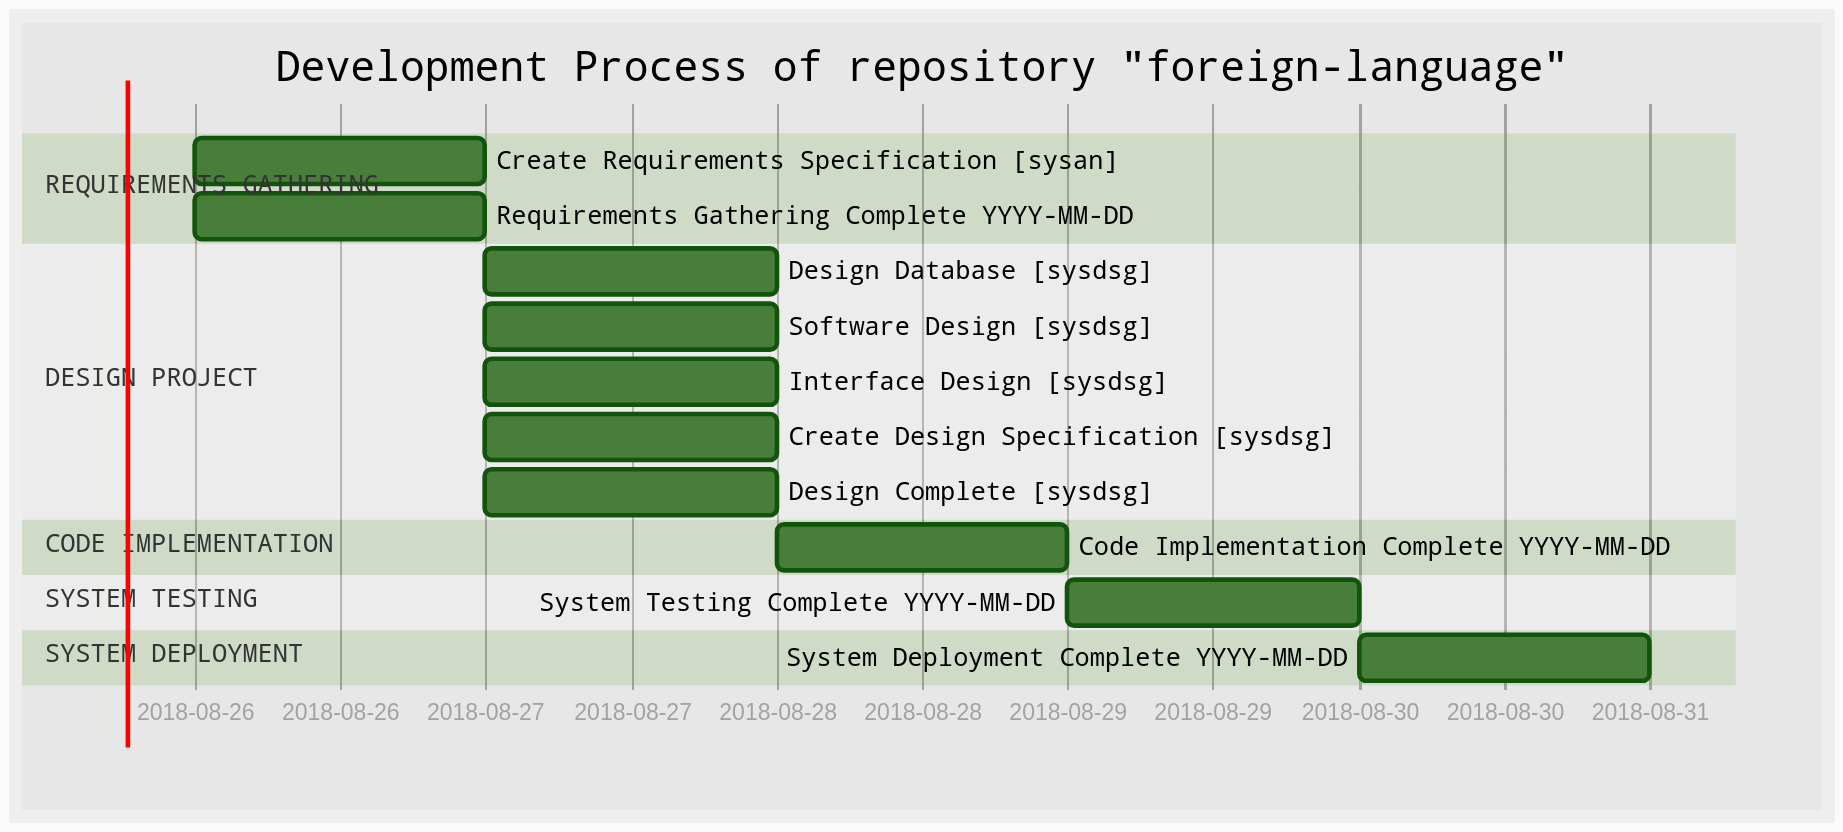 Development Process of repository "foreign-language"
REQUIREMENTS GATHERING
Create Requirements Specification [sysan]
Requirements Gathering Complete YYYY-MM-DD
DESIGN PROJECT
Design Database [sysdsg]
Software Design [sysdsg]
Interface Design [sysdsg]
Create Design Specification [sysdsg]
Design Complete [sysdsg]
CODE IMPLEMENTATION
Code Implementation Complete YYYY-MM-DD
SYSTEM TESTING
System Testing Complete YYYY-MM-DD
SYSTEM DEPLOYMENT
System Deployment Complete YYYY-MM-DD
2018-08-26 2018-08-26 2018-08-27 2018-08-27 2018-08-28 2018-08-28 2018-08-29 2018-08-29 2018-08-30 2018-08-30 2018-08-31